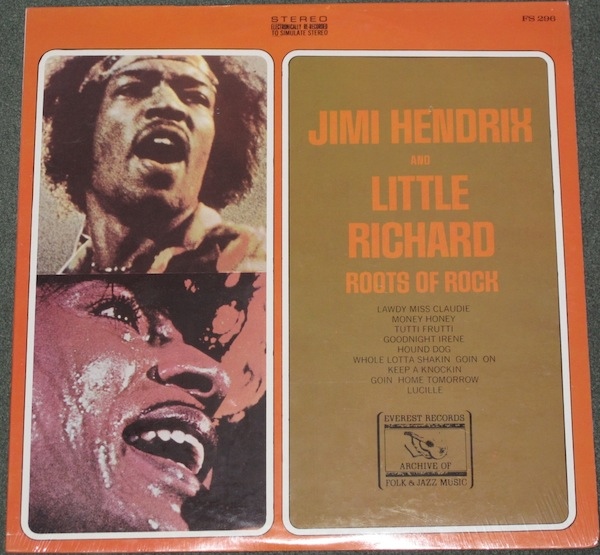 STEREO
ELECTRONICALLY RE-RECORDED
TO SIMULATE STEREO
FS 296
JIMI HENDRIX
AND
LITTLE
RICHARD
ROOTS OF ROCK
LAWDY MISS CLAUDIE
MONEY HONEY
TUTTI FRUTTI
GOODNIGHT IRENE
HOUND DOG
WHOLE LOTTA SHAKIN GOIN ON
KEEP A KNOCKIN
GOIN HOME TOMORROW
LUCILLE
EVEREST RECORDS
ARCHIVE OF
FOLK & JAZZ MUSIC